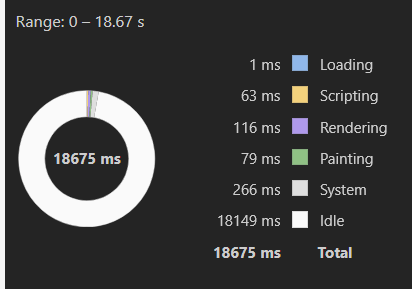 Range: 0 – 18.67 s
1 ms Loading
63 ms Scripting
116 ms Rendering
18675 ms 79 ms Painting
266 ms System
18149 ms Idle
18675 ms Total